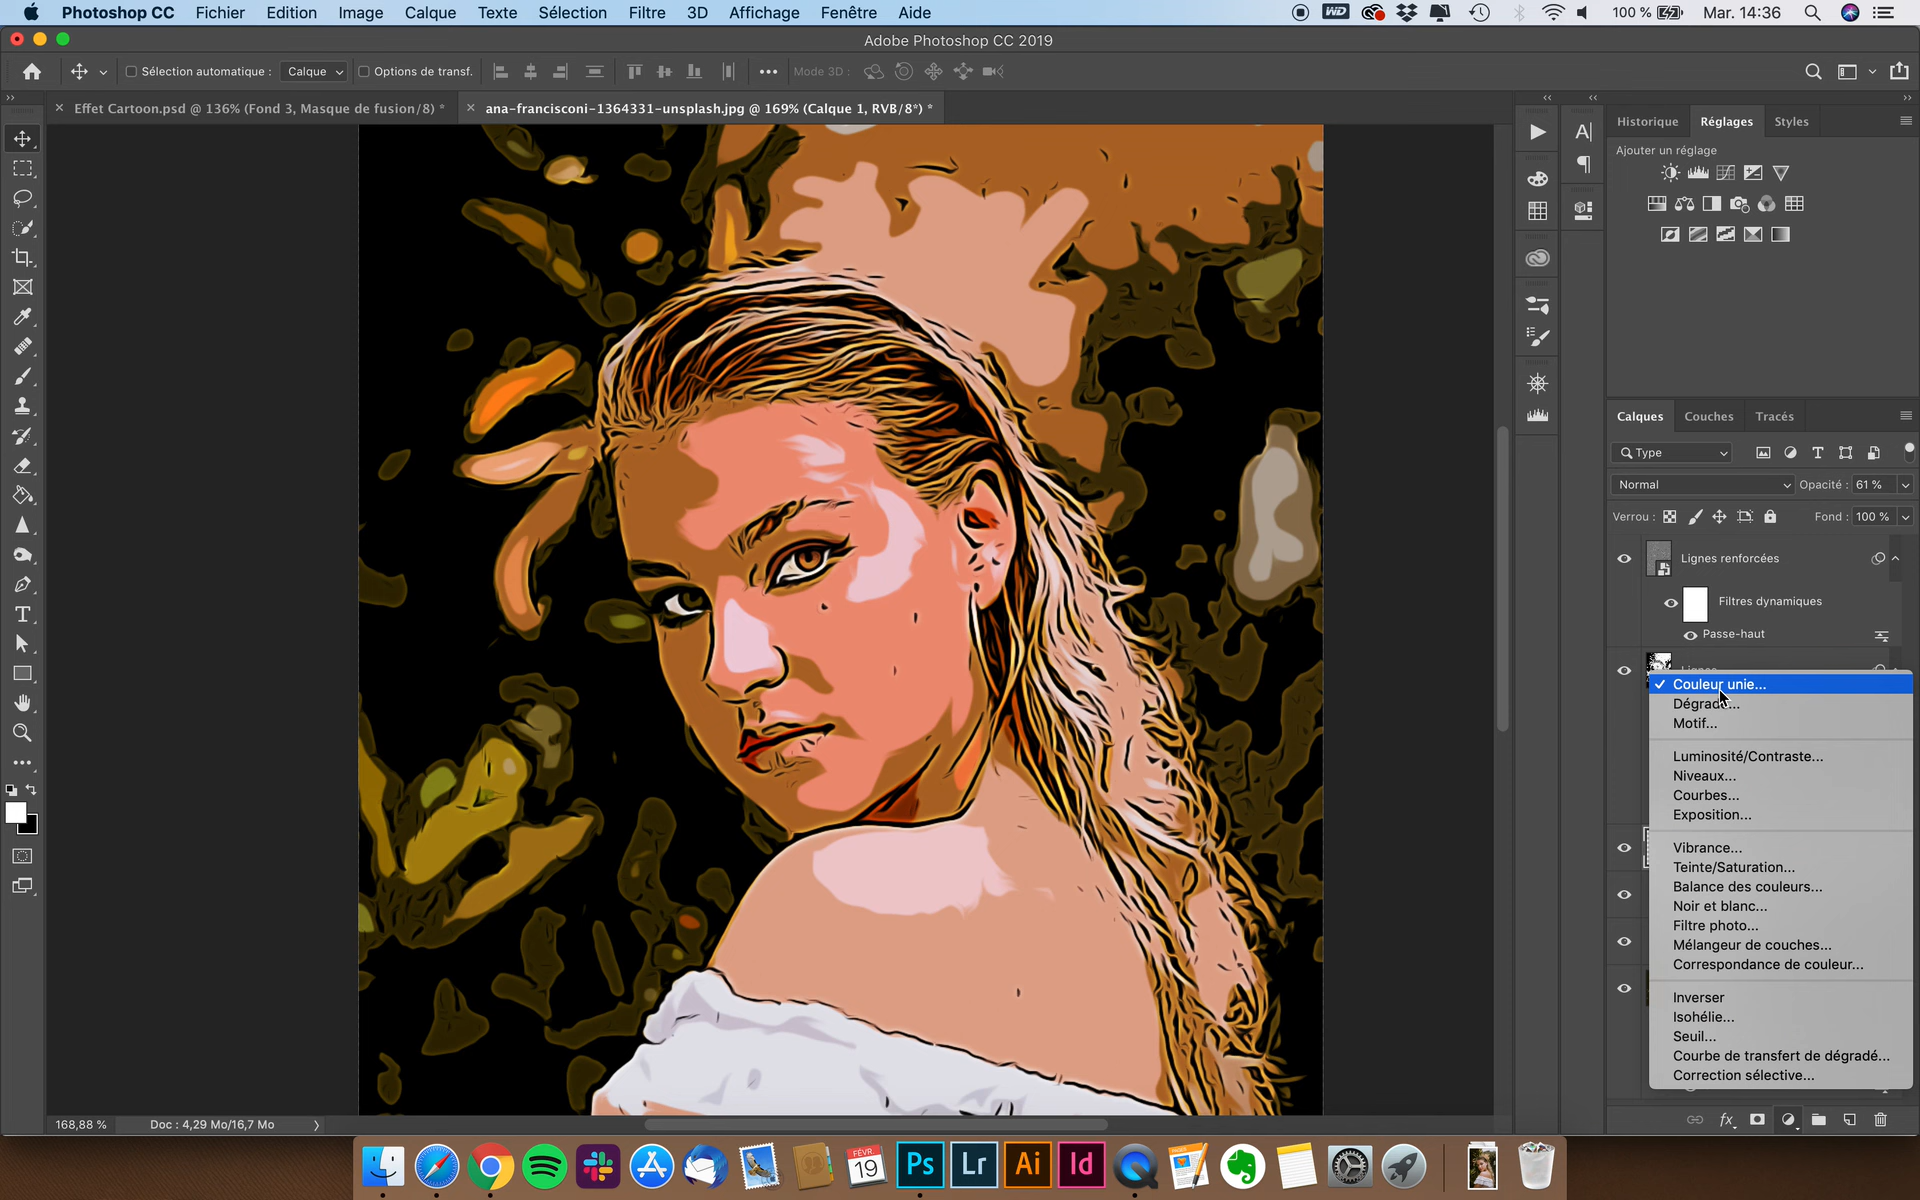 Photoshop CC Fichier Edition Image Calque Texte Sélection Filtre 3D Affichage Fenêtre Aide WD 100 % Mar. 14:36
Adobe Photoshop CC 2019
Sélection automatique : Calque Options de transf. Mode 3D :
Effet Cartoon.psd @ 136% (Fond 3, Masque de fusion/8) *
ana-francisconi-1364331-unsplash.jpg @ 169% (Calque 1, RVB/8*) *
Historique Réglages Styles
Ajouter un réglage
Calques Couches Tracés
Type
Normal Opacité : 61 %
Verrou : Fond : 100 %
Lignes renforcées
Filtres dynamiques
Passe-haut
Couleur unie...
Motif...
Luminosité/Contraste...
Niveaux...
Courbes...
Exposition...
Vibrance...
Teinte/Saturation...
Balance des couleurs...
Noir et blanc...
Filtre photo...
Mélangeur de couches...
Correspondance de couleur...
Inverser
Isohélie...
Seuil...
Courbe de transfert de dégradé...
Correction sélective...
fx
168,88 % Doc : 4,29 Mo/16,7 Mo
FÉVR.
19
Ps Lr Ai Id